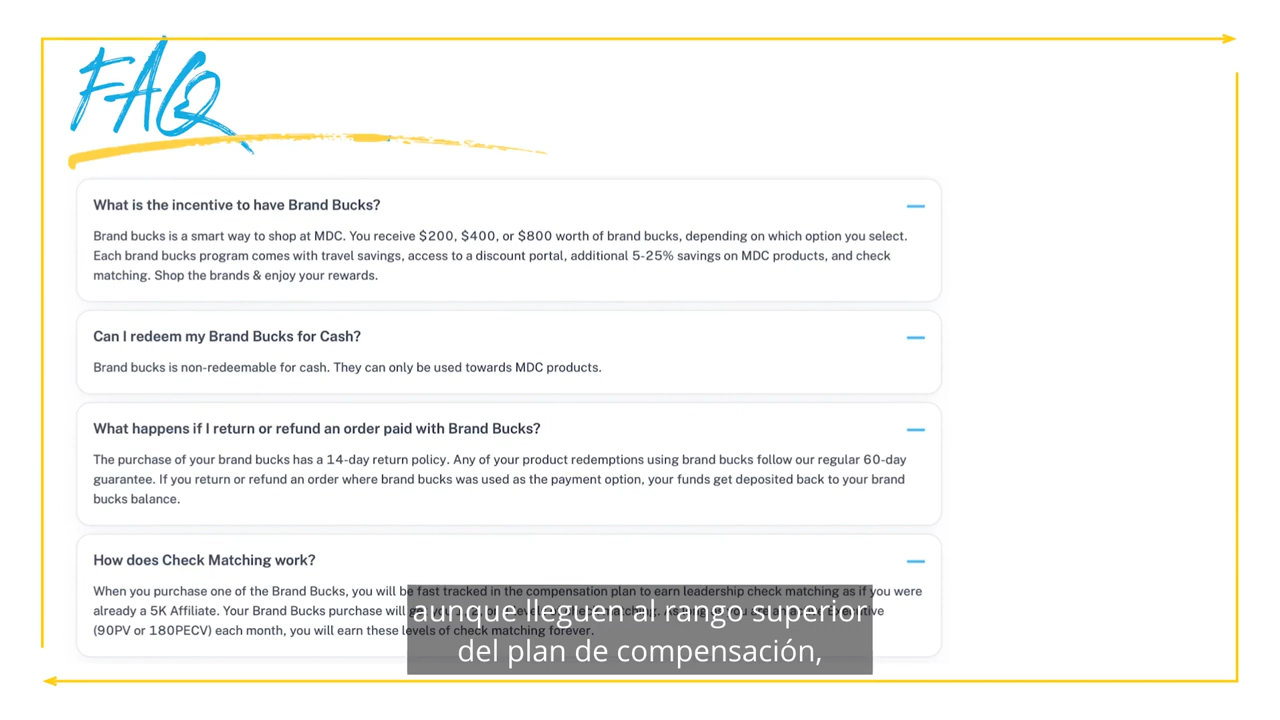 FAQ
What is the incentive to have Brand Bucks?
Brand bucks is a smart way to shop at MDC. You receive $200, $400, or $800 worth of brand bucks, depending on which option you select.
Each brand bucks program comes with travel savings, access to a discount portal, additional 5-25% savings on MDC products, and check
matching. Shop the brands & enjoy your rewards.
Can I redeem my Brand Bucks for Cash?
Brand bucks is non-redeemable for cash. They can only be used towards MDC products.
What happens if I return or refund an order paid with Brand Bucks?
The purchase of your brand bucks has a 14-day return policy. Any of your product redemptions using brand bucks follow our regular 60-day
guarantee. If you return or refund an order where brand bucks was used as the payment option, your funds get deposited back to your brand
bucks balance.
How does Check Matching work?
When you purchase one of the Brand Bucks, you will be fast tracked in the compensation plan to earn leadership check matching as if you were
already a 5K Affiliate. Your Brand Bucks purchase will
(90PV or 180PECV) each month, you will earn these levels of check matching forever.
aunque lleguen al rango superior
del plan de compensación,